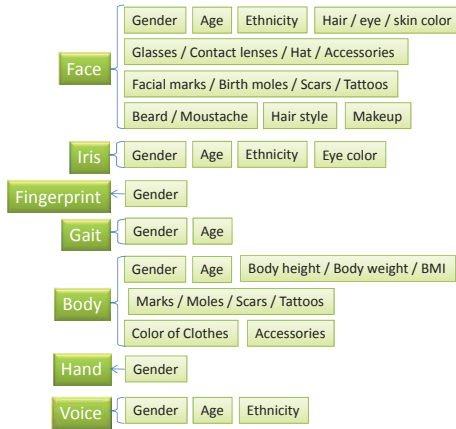 Gender Age Ethnicity Hair / eye / skin color
Glasses / Contact lenses / Hat / Accessories
Face
Facial marks / Birth moles / Scars / Tattoos
Beard / Moustache Hair style Makeup
Iris Gender Age Ethnicity Eye color
Fingerprint Gender
Gait Gender Age
Gender Age Body height / Body weight / BMI
Body Marks / Moles / Scars / Tattoos
Color of Clothes Accessories
Hand Gender
Voice Gender Age Ethnicity